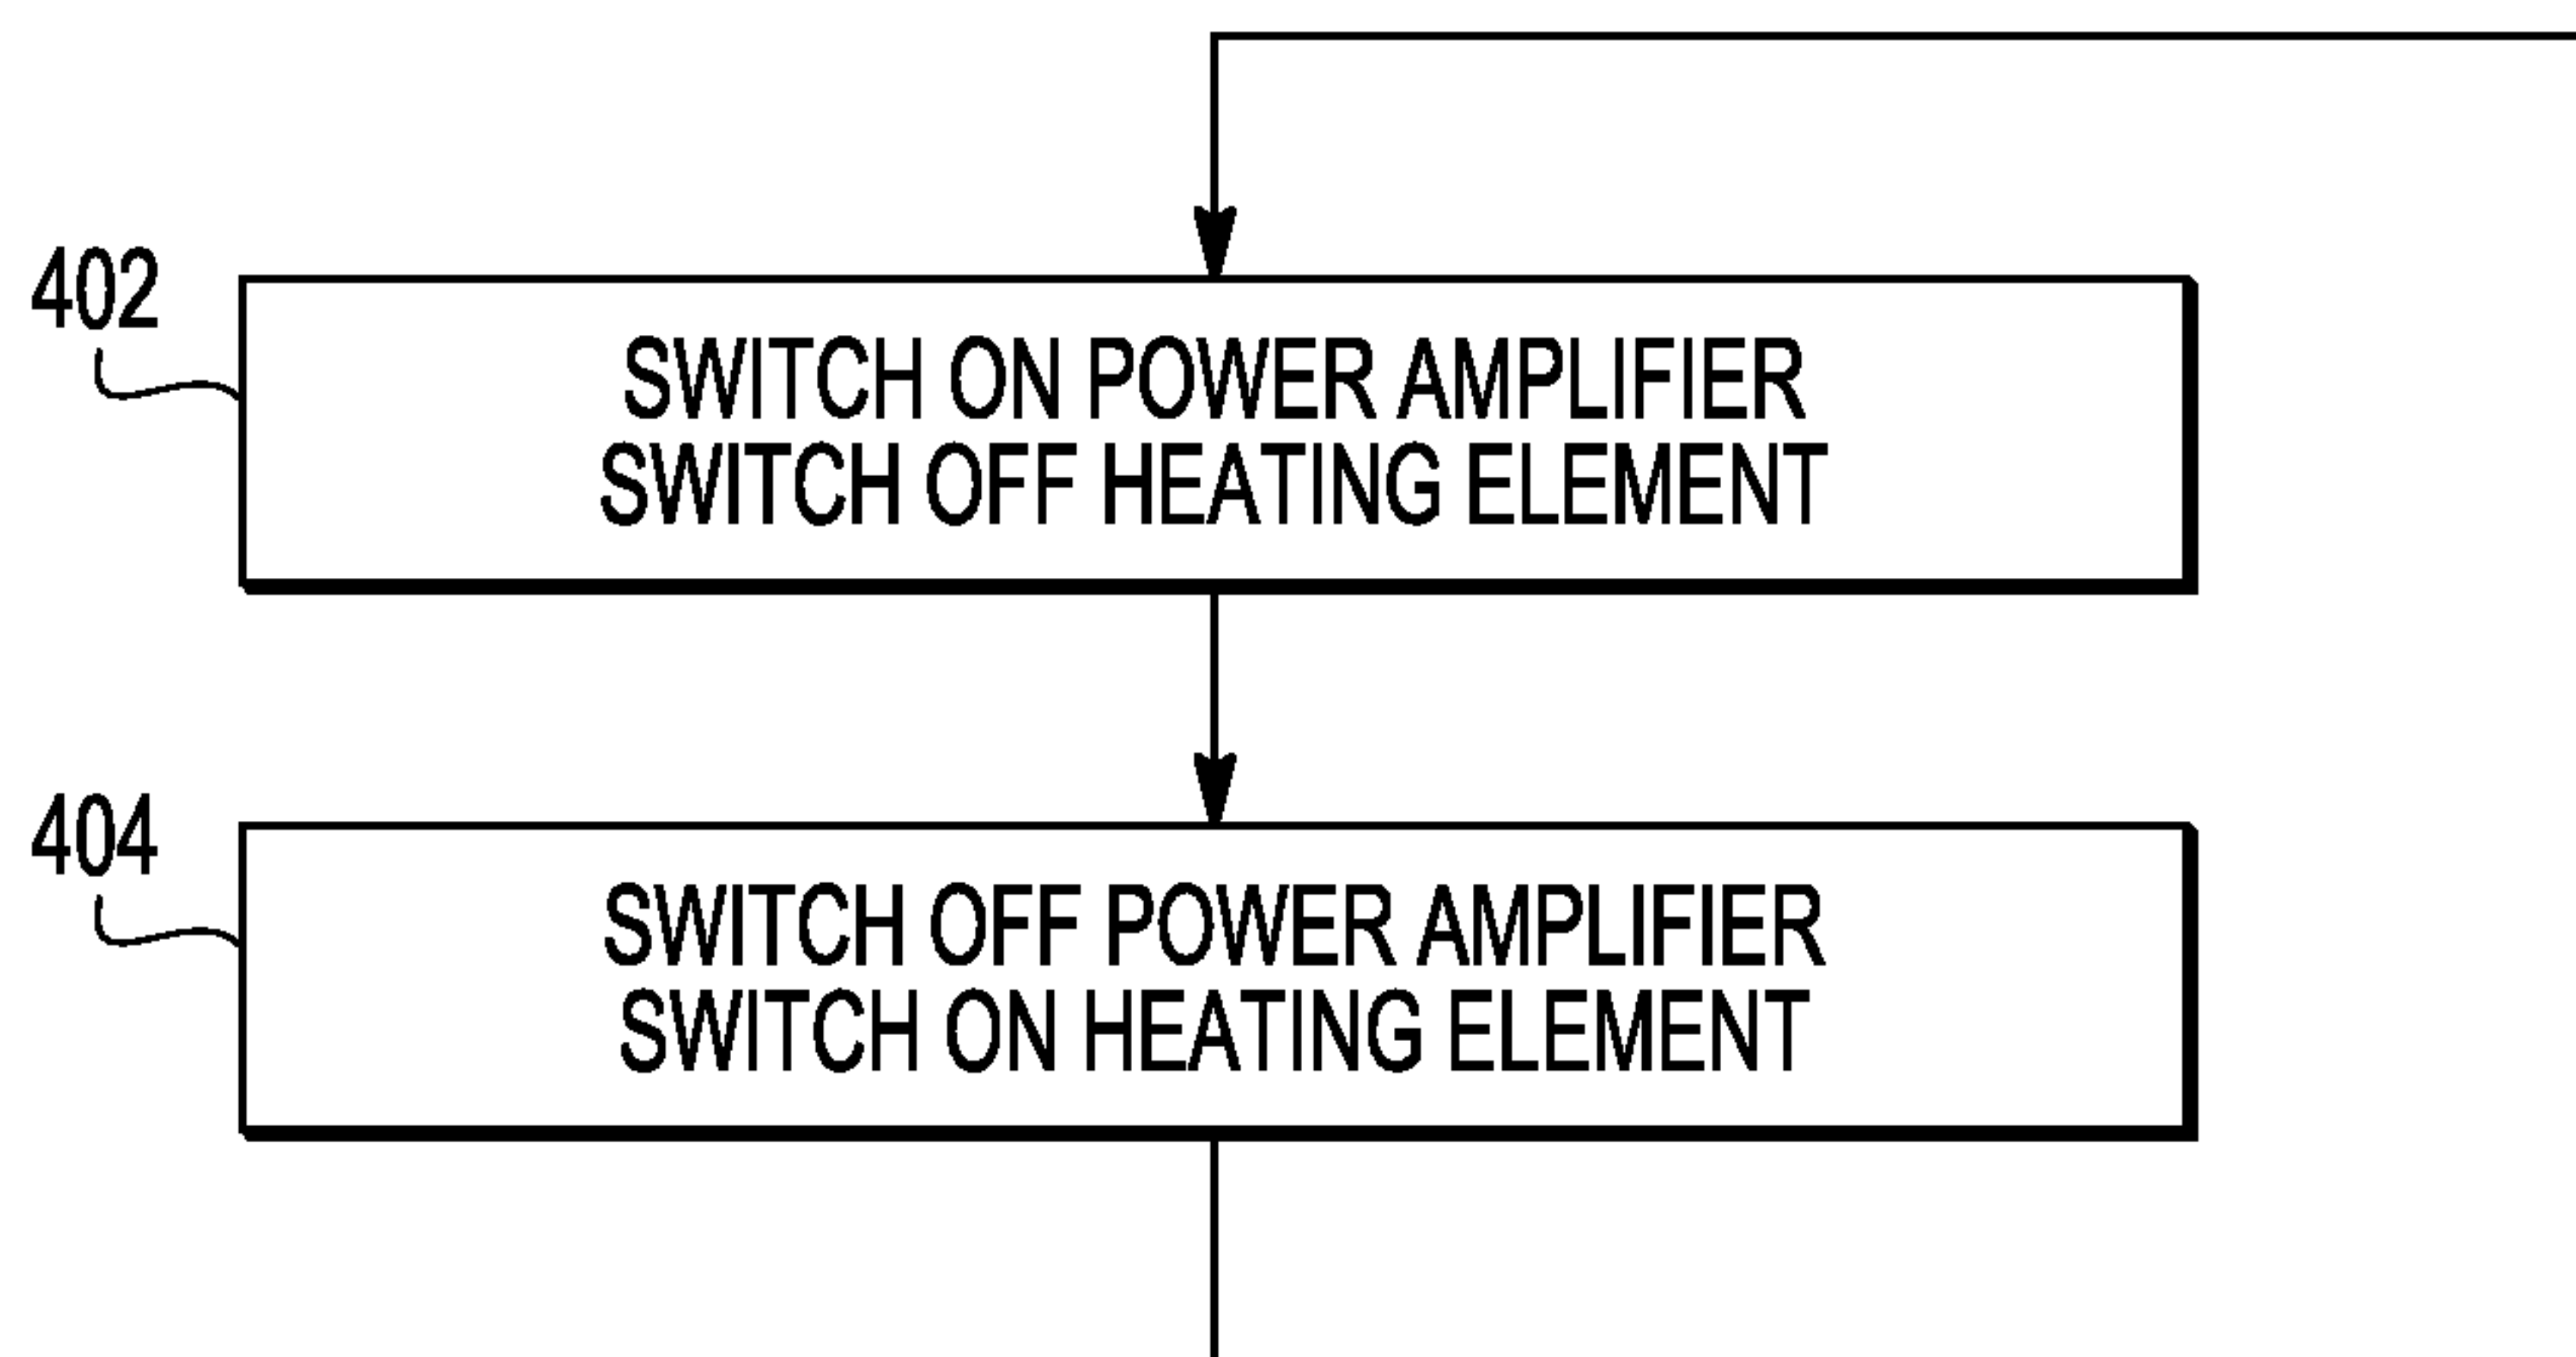 402
SWITCH ON POWER AMPLIFIER
SWITCH OFF HEATING ELEMENT
404
SWITCH OFF POWER AMPLIFIER
SWITCH ON HEATING ELEMENT